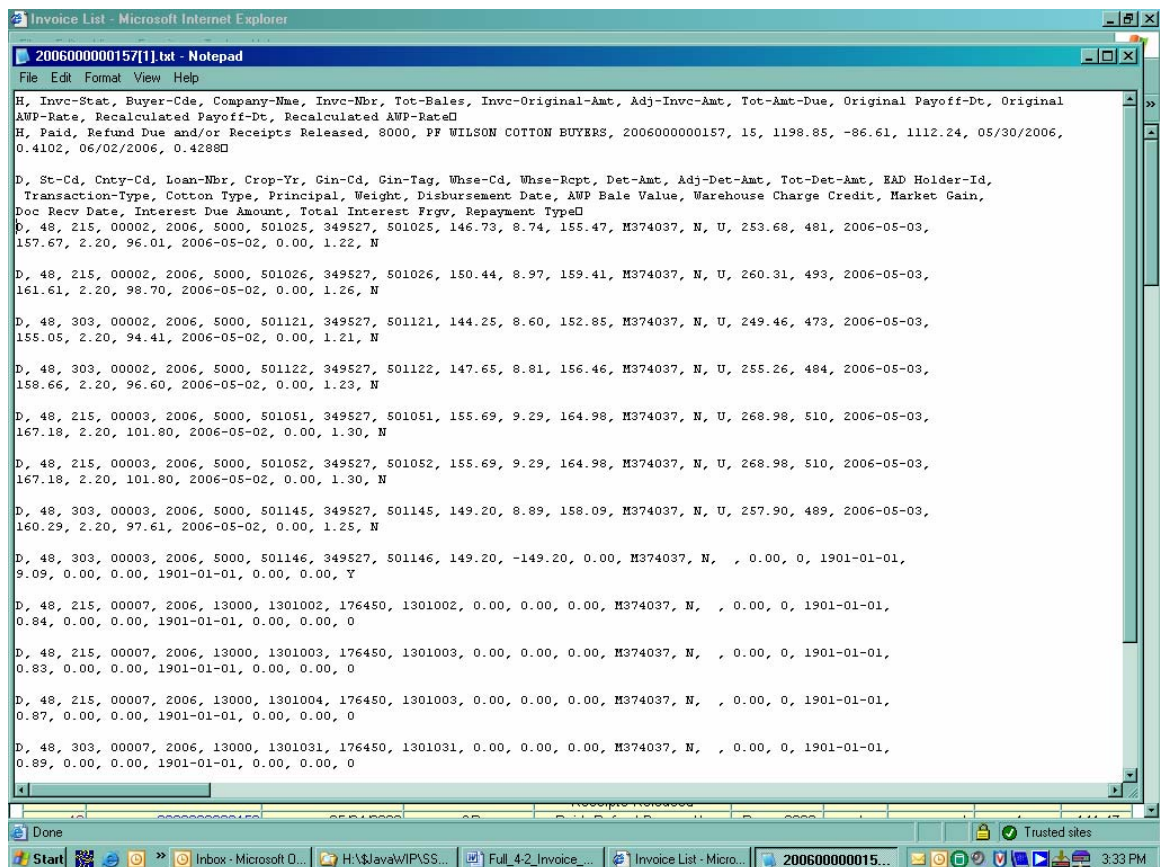 Invoice List - Microsoft Internet Explorer
2006000000157[1].txt - Notepad
File Edit Format View Help
H, Invc-Stat, Buyer-Cde, Company-Nme, Invc-Nbr, Tot-Bales, Invc-Original-Amt, Adj-Invc-Amt, Tot-Amt-Due, Original Payoff-Dt, Original
AWP-Rate, Recalculated Payoff-Dt, Recalculated AWP-Rate
H, Paid, Refund Due and/or Receipts Released, 8000, PF WILSON COTTON BUYERS, 2006000000157, 15, 1198.85, -86.61, 1112.24, 05/30/2006,
0.4102, 06/02/2006, 0.4288
D, St-Cd, Cnty-Cd, Loan-Nbr, Crop-Yr, Gin-Cd, Gin-Tag, Whse-Cd, Whse-Rcpt, Det-Amt, Adj-Det-Amt, Tot-Det-Amt, EAD Holder-Id,
Transaction-Type, Cotton Type, Principal, Weight, Disbursement Date, AWP Bale Value, Warehouse Charge Credit, Market Gain,
Doc Recv Date, Interest Due Amount, Total Interest Frgv, Repayment Type
D, 48, 215, 00002, 2006, 5000, 501025, 349527, 501025, 146.73, 8.74, 155.47, M374037, N, U, 253.68, 481, 2006-05-03,
157.67, 2.20, 96.01, 2006-05-02, 0.00, 1.22, N
D, 48, 215, 00002, 2006, 5000, 501026, 349527, 501026, 150.44, 8.97, 159.41, M374037, N, U, 260.31, 493, 2006-05-03,
161.61, 2.20, 98.70, 2006-05-02, 0.00, 1.26, N
D, 48, 303, 00002, 2006, 5000, 501121, 349527, 501121, 144.25, 8.60, 152.85, M374037, N, U, 249.46, 473, 2006-05-03,
155.05, 2.20, 94.41, 2006-05-02, 0.00, 1.21, N
D, 48, 303, 00002, 2006, 5000, 501122, 349527, 501122, 147.65, 8.81, 156.46, M374037, N, U, 255.26, 484, 2006-05-03,
158.66, 2.20, 96.60, 2006-05-02, 0.00, 1.23, N
D, 48, 215, 00003, 2006, 5000, 501051, 349527, 501051, 155.69, 9.29, 164.98, M374037, N, U, 268.98, 510, 2006-05-03,
167.18, 2.20, 101.80, 2006-05-02, 0.00, 1.30, N
D, 48, 215, 00003, 2006, 5000, 501052, 349527, 501052, 155.69, 9.29, 164.98, M374037, N, U, 268.98, 510, 2006-05-03,
167.18, 2.20, 101.80, 2006-05-02, 0.00, 1.30, N
D, 48, 303, 00003, 2006, 5000, 501145, 349527, 501145, 149.20, 8.89, 158.09, M374037, N, U, 257.90, 489, 2006-05-03,
160.29, 2.20, 97.61, 2006-05-02, 0.00, 1.25, N
D, 48, 303, 00003, 2006, 5000, 501146, 349527, 501146, 149.20, -149.20, 0.00, M374037, N, , 0.00, 0, 1901-01-01,
9.09, 0.00, 0.00, 1901-01-01, 0.00, 0.00, Y
D, 48, 215, 00007, 2006, 13000, 1301002, 176450, 1301002, 0.00, 0.00, 0.00, M374037, N, , 0.00, 0, 1901-01-01,
0.84, 0.00, 0.00, 1901-01-01, 0.00, 0.00, 0
D, 48, 215, 00007, 2006, 13000, 1301003, 176450, 1301003, 0.00, 0.00, 0.00, M374037, N, , 0.00, 0, 1901-01-01,
0.83, 0.00, 0.00, 1901-01-01, 0.00, 0.00, 0
D, 48, 215, 00007, 2006, 13000, 1301004, 176450, 1301003, 0.00, 0.00, 0.00, M374037, N, , 0.00, 0, 1901-01-01,
0.87, 0.00, 0.00, 1901-01-01, 0.00, 0.00, 0
D, 48, 303, 00007, 2006, 13000, 1301031, 176450, 1301031, 0.00, 0.00, 0.00, M374037, N, , 0.00, 0, 1901-01-01,
0.89, 0.00, 0.00, 1901-01-01, 0.00, 0.00, 0
Done Trusted sites
Start Inbox - Microsoft O... H:\$JavaWIP\SS... Full_4-2_Invoice_... Invoice List - Micro... 200600000015... 3:33 PM